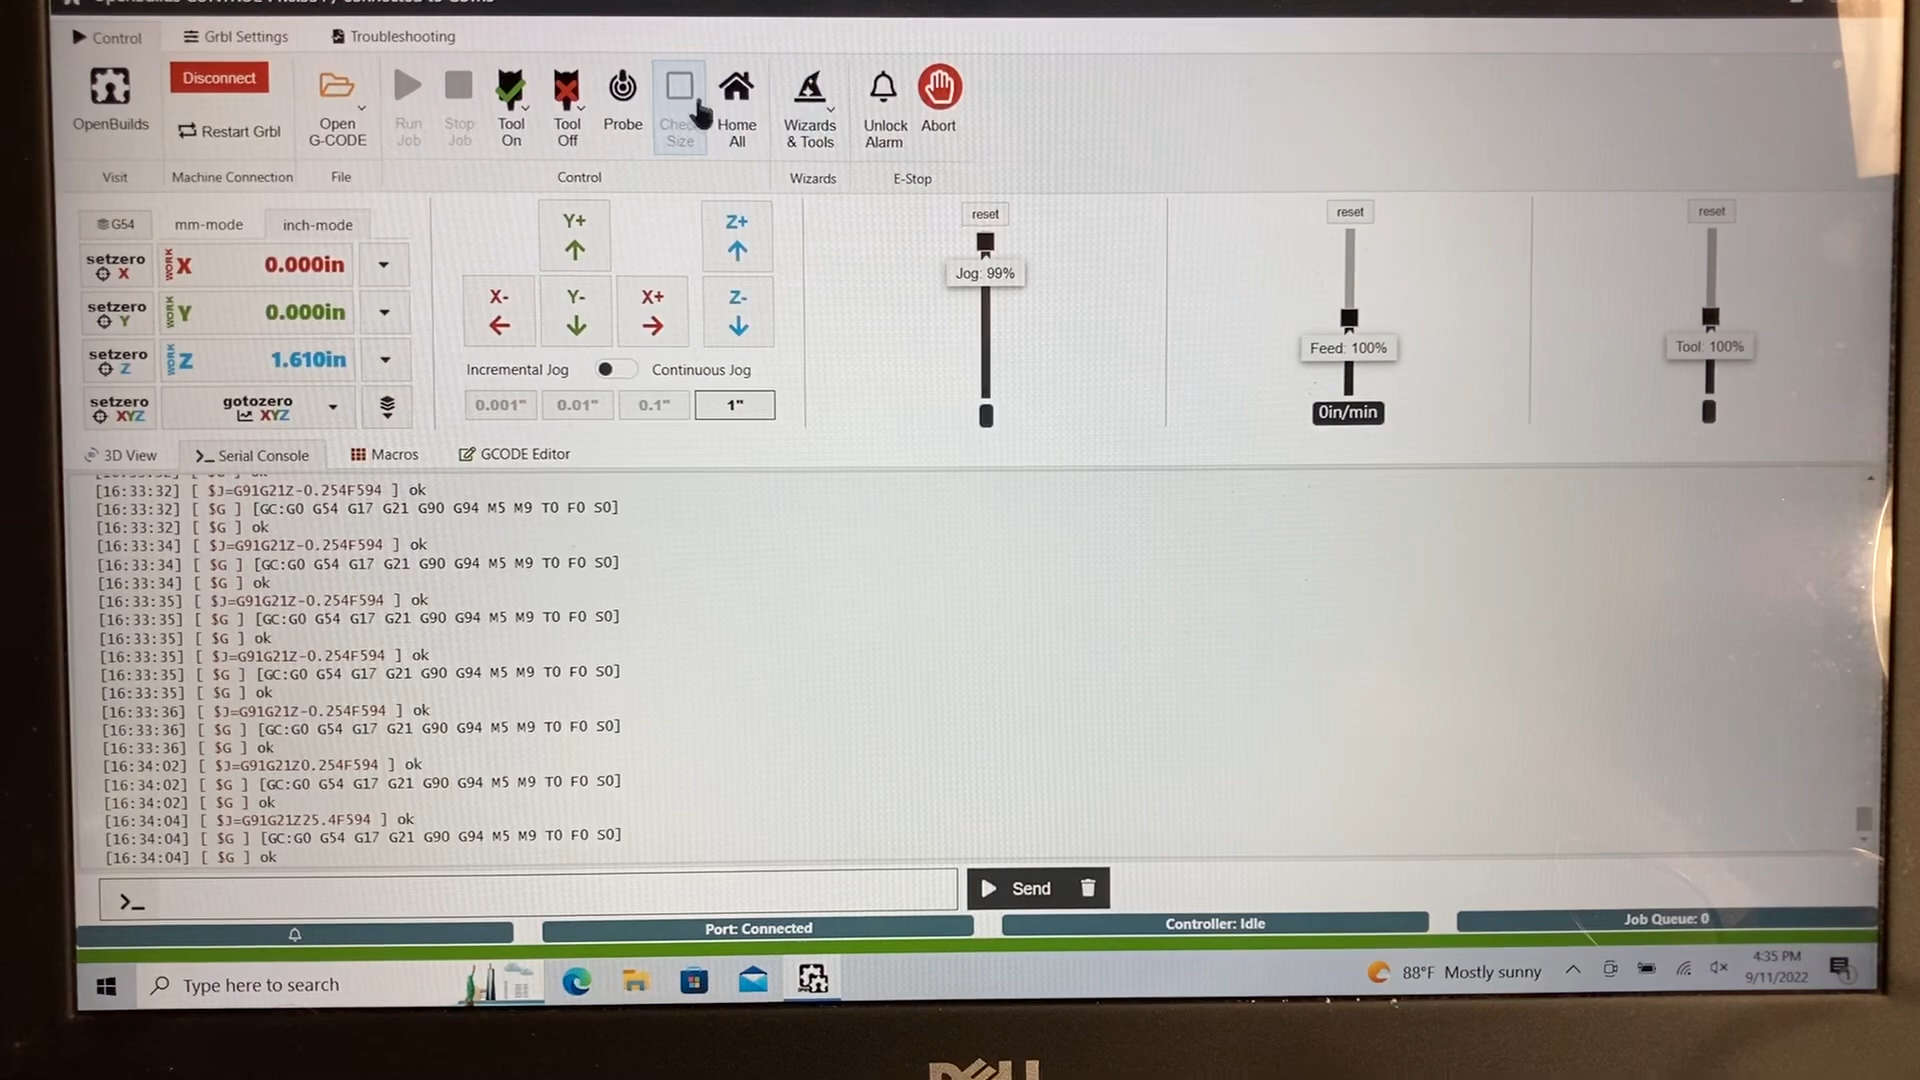 Control Grbl Settings Troubleshooting
OpenBuilds
Disconnect
Restart Grbl
Open G-CODE
Run Job
Stop Job
Tool On
Tool Off
Probe
Size
Home All
Wizards & Tools
Unlock Alarm
Abort
Visit Machine Connection File Control Wizards E-Stop
G54 mm-mode inch-mode
setzero X WORK X 0.000in
setzero Y WORK Y 0.000in
setzero Z WORK Z 1.610in
setzero XYZ gotozero XYZ
Y+ Z+
X- Y- X+ Z-
Incremental Jog Continuous Jog
0.001" 0.01" 0.1" 1"
reset
Jog: 99%
reset
Feed: 100%
0in/min
reset
Tool: 100%
3D View >_ Serial Console Macros GCODE Editor
[16:33:32] [ $J=G91G21Z-0.254F594 ] ok
[16:33:32] [ $G ] [GC:G0 G54 G17 G21 G90 G94 M5 M9 T0 F0 S0]
[16:33:32] [ $G ] ok
[16:33:34] [ $J=G91G21Z-0.254F594 ] ok
[16:33:34] [ $G ] [GC:G0 G54 G17 G21 G90 G94 M5 M9 T0 F0 S0]
[16:33:34] [ $G ] ok
[16:33:35] [ $J=G91G21Z-0.254F594 ] ok
[16:33:35] [ $G ] [GC:G0 G54 G17 G21 G90 G94 M5 M9 T0 F0 S0]
[16:33:35] [ $G ] ok
[16:33:35] [ $J=G91G21Z-0.254F594 ] ok
[16:33:35] [ $G ] [GC:G0 G54 G17 G21 G90 G94 M5 M9 T0 F0 S0]
[16:33:35] [ $G ] ok
[16:33:36] [ $J=G91G21Z-0.254F594 ] ok
[16:33:36] [ $G ] [GC:G0 G54 G17 G21 G90 G94 M5 M9 T0 F0 S0]
[16:33:36] [ $G ] ok
[16:34:02] [ $J=G91G21Z0.254F594 ] ok
[16:34:02] [ $G ] [GC:G0 G54 G17 G21 G90 G94 M5 M9 T0 F0 S0]
[16:34:02] [ $G ] ok
[16:34:04] [ $J=G91G21Z25.4F594 ] ok
[16:34:04] [ $G ] [GC:G0 G54 G17 G21 G90 G94 M5 M9 T0 F0 S0]
[16:34:04] [ $G ] ok
>_ Send
Port: Connected Controller: Idle Job Queue: 0
Type here to search 88°F Mostly sunny 4:35 PM
9/11/2022
DELL